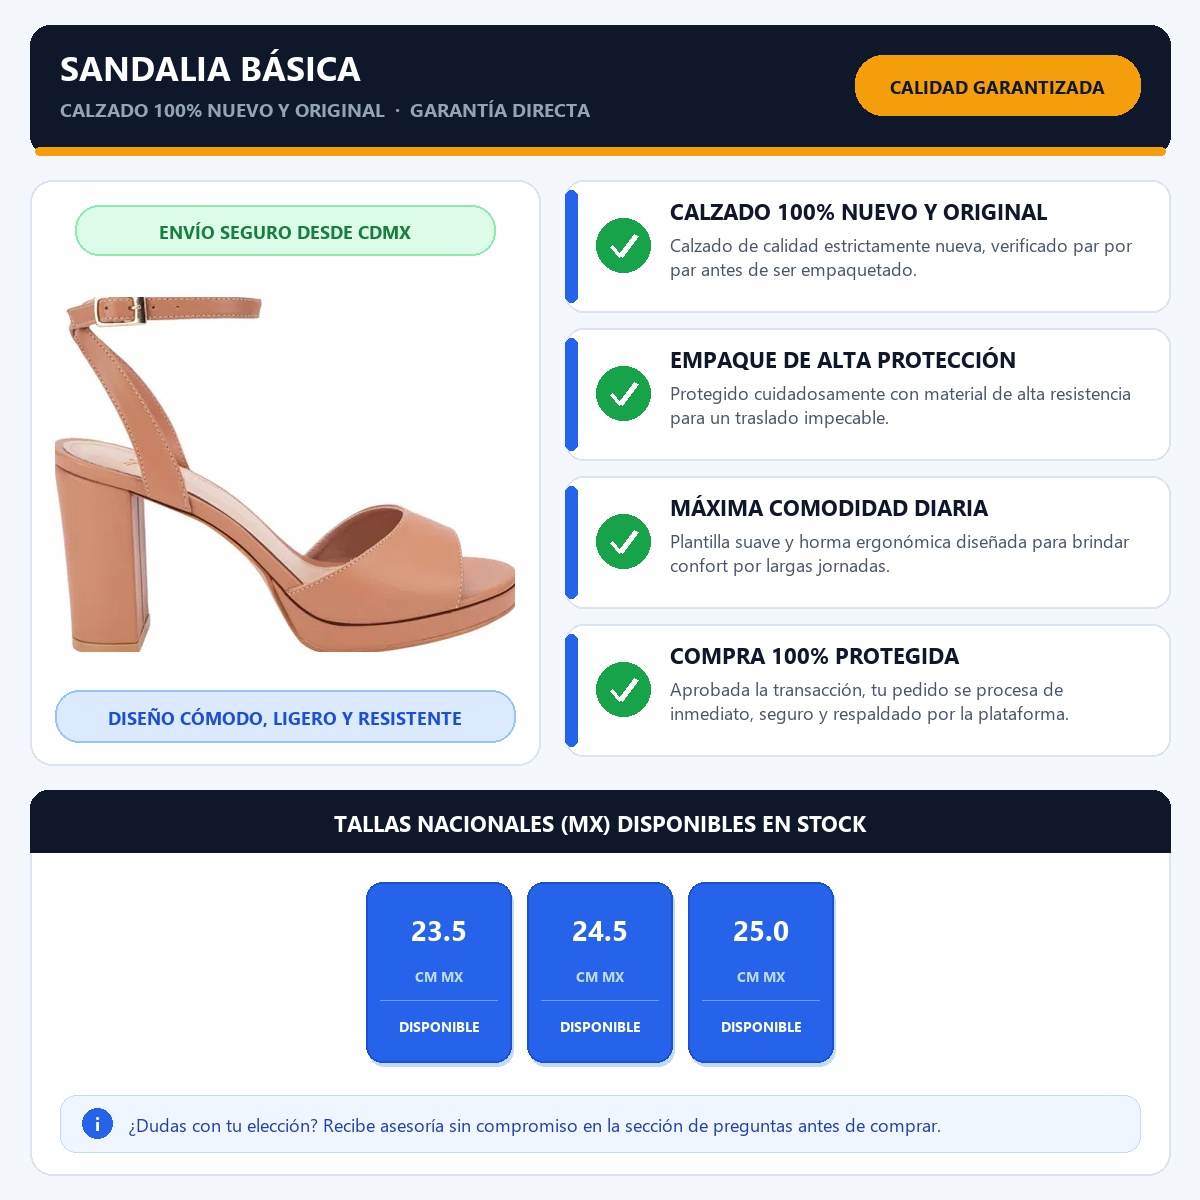 SANDALIA BÁSICA
CALZADO 100% NUEVO Y ORIGINAL · GARANTÍA DIRECTA
CALIDAD GARANTIZADA
ENVÍO SEGURO DESDE CDMX
DISEÑO CÓMODO, LIGERO Y RESISTENTE
CALZADO 100% NUEVO Y ORIGINAL
Calzado de calidad estrictamente nueva, verificado par por
par antes de ser empaquetado.
EMPAQUE DE ALTA PROTECCIÓN
Protegido cuidadosamente con material de alta resistencia
para un traslado impecable.
MÁXIMA COMODIDAD DIARIA
Plantilla suave y horma ergonómica diseñada para brindar
confort por largas jornadas.
COMPRA 100% PROTEGIDA
Aprobada la transacción, tu pedido se procesa de
inmediato, seguro y respaldado por la plataforma.
TALLAS NACIONALES (MX) DISPONIBLES EN STOCK
23.5
CM MX
DISPONIBLE
24.5
CM MX
DISPONIBLE
25.0
CM MX
DISPONIBLE
¿Dudas con tu elección? Recibe asesoría sin compromiso en la sección de preguntas antes de comprar.